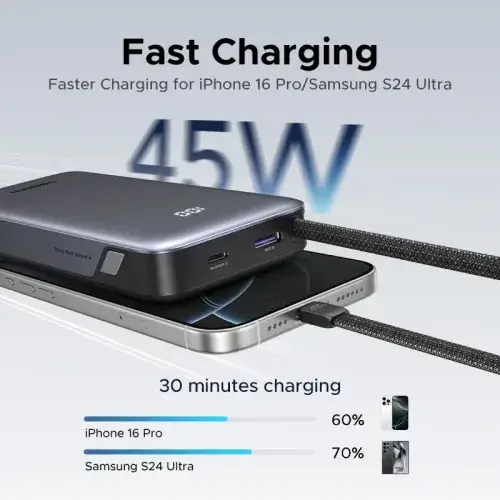 Fast Charging
Faster Charging for iPhone 16 Pro/Samsung S24 Ultra
45W
100
30 minutes charging
60%
iPhone 16 Pro
70%
Samsung S24 Ultra